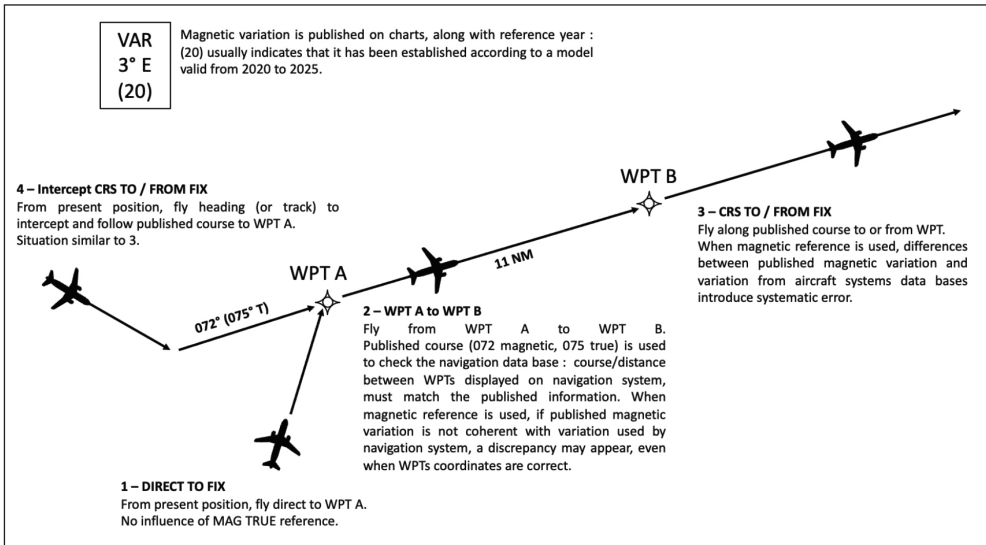 VAR
3° E
(20)
Magnetic variation is published on charts, along with reference year :
(20) usually indicates that it has been established according to a model
valid from 2020 to 2025.
4 – Intercept CRS TO / FROM FIX
From present position, fly heading (or track) to
intercept and follow published course to WPT A.
Situation similar to 3.
WPT B
3 – CRS TO / FROM FIX
Fly along published course to or from WPT.
When magnetic reference is used, differences
between published magnetic variation and
variation from aircraft systems data bases
introduce systematic error.
WPT A
11 NM
072° (075° T)
2 – WPT A to WPT B
Fly from WPT A to WPT B.
Published course (072 magnetic, 075 true) is used
to check the navigation data base : course/distance
between WPTs displayed on navigation system,
must match the published information. When
magnetic reference is used, if published magnetic
variation is not coherent with variation used by
navigation system, a discrepancy may appear, even
when WPTs coordinates are correct.
1 – DIRECT TO FIX
From present position, fly direct to WPT A.
No influence of MAG TRUE reference.